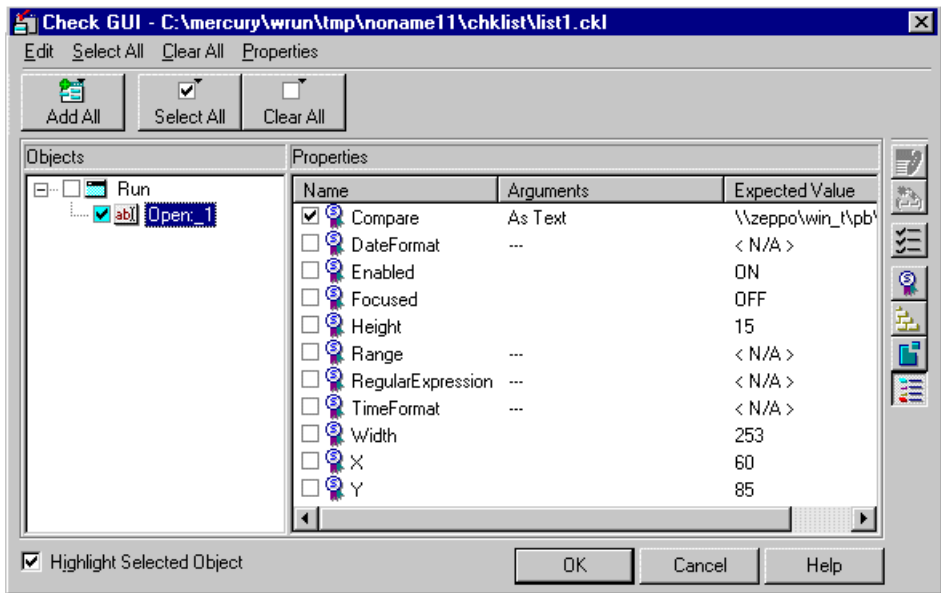 Check GUI - C:\mercury\wrun\tmp\noname11\chklist\list1.ckl
Edit Select All Clear All Properties
Add All Select All Clear All
Objects Properties
Run
Open:_1
Name Arguments Expected Value
Compare As Text \\zeppo\win_t\pb\
DateFormat --- < N/A >
Enabled ON
Focused OFF
Height 15
Range --- < N/A >
RegularExpression --- < N/A >
TimeFormat --- < N/A >
Width 253
X 60
Y 85
Highlight Selected Object OK Cancel Help